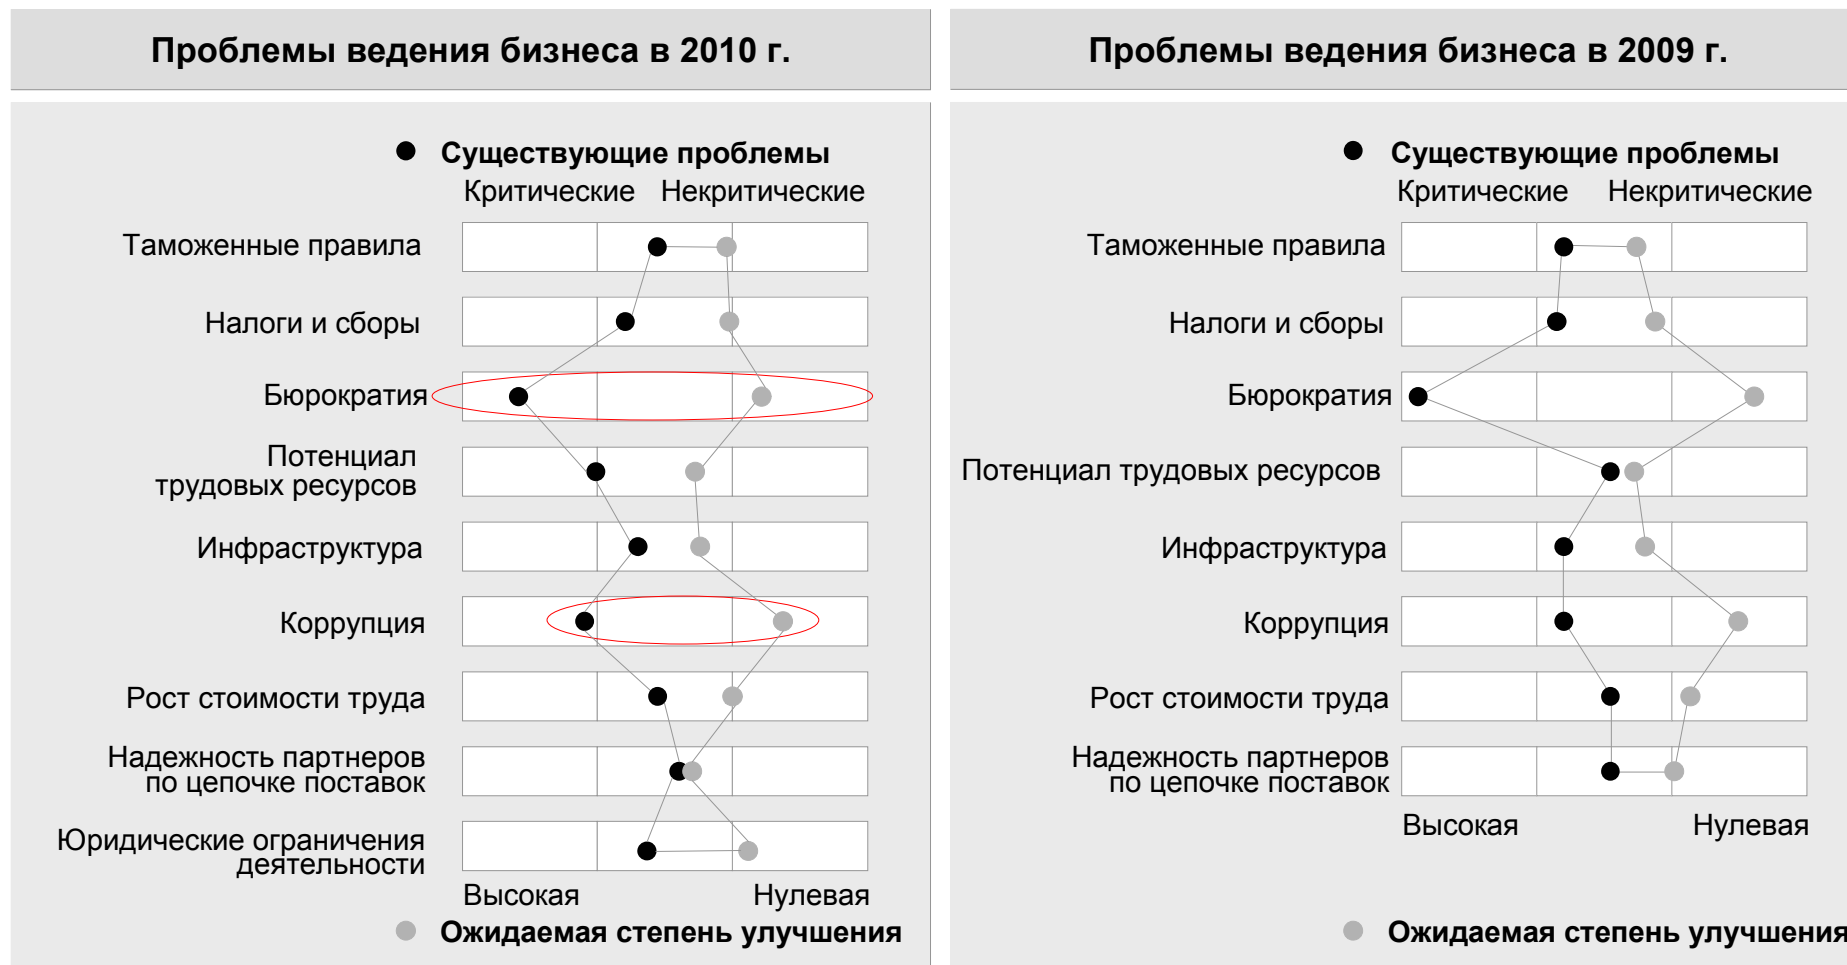 Проблемы ведения бизнеса в 2010 г.
Существующие проблемы
Критические Некритические
Таможенные правила
Налоги и сборы
Бюрократия
Потенциал
трудовых ресурсов
Инфраструктура
Коррупция
Рост стоимости труда
Надежность партнеров
по цепочке поставок
Юридические ограничения
деятельности
Высокая Нулевая
Ожидаемая степень улучшения
Проблемы ведения бизнеса в 2009 г.
Существующие проблемы
Критические Некритические
Таможенные правила
Налоги и сборы
Бюрократия
Потенциал трудовых ресурсов
Инфраструктура
Коррупция
Рост стоимости труда
Надежность партнеров
по цепочке поставок
Высокая Нулевая
Ожидаемая степень улучшения